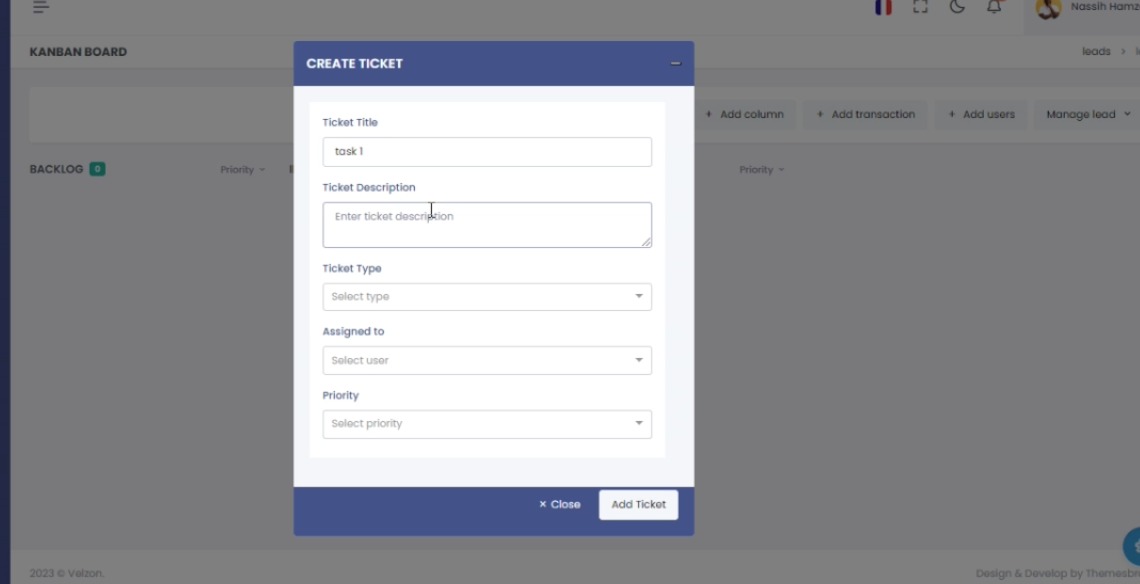 Nassih Hamz
KANBAN BOARD
leads >
CREATE TICKET
+ Add column
+ Add transaction
+ Add users
Manage lead
BACKLOG 0
Priority
Priority
Ticket Title
task 1
Ticket Description
Enter ticket description
Ticket Type
Select type
Assigned to
Select user
Priority
Select priority
× Close
Add Ticket
2023 © Velzon.
Design & Develop by Themesb